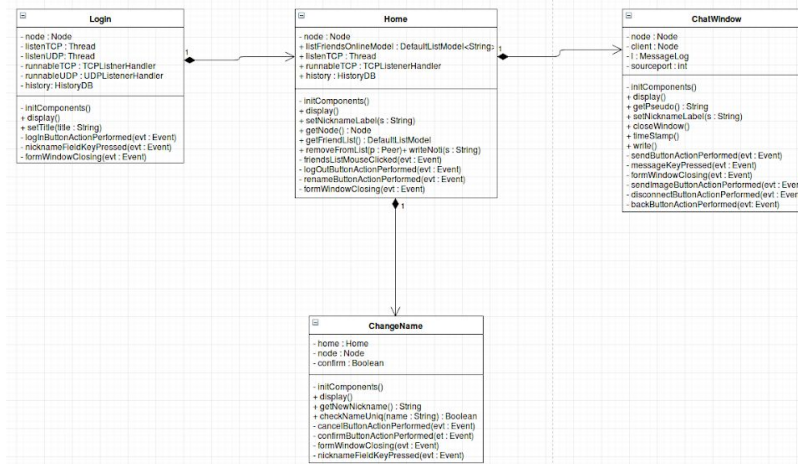 Login
- node : Node
- listenTCP : Thread
- listenUDP : Thread
- runnableTCP : TCPListnerHandler
- runnableUDP : UDPListenerHandler
- history: HistoryDB
- initComponents()
+ display()
+ setTitle(title : String)
- logInButtonActionPerformed(evt : Event)
- nicknameFieldKeyPressed(evt : Event)
- formWindowClosing(evt : Event)
1
Home
- node : Node
+ listFriendsOnlineModel : DefaultListModel<String>
+ listenTCP : Thread
+ runnableTCP : TCPListenerHandler
+ history : HistoryDB
- initComponents()
+ display()
+ setNicknameLabel(s : String)
+ getNode() : Node
+ getFriendList() : DefaultListModel
+ removeFromList(p : Peer)+ writeNoti(s : String)
- friendsListMouseClicked(evt : Event)
- logOutButtonActionPerformed(evt : Event)
- renameButtonActionPerformed(evt : Event)
- formWindowClosing(evt : Event)
1
1
ChatWindow
- node : Node
- client : Node
- l : MessageLog
- sourceport : int
- initComponents()
+ display()
+ getPseudo() : String
+ setNicknameLabel(s : String)
+ closeWindow()
+ timeStamp()
+ write()
- sendButtonActionPerformed(evt : Event)
- messageKeyPressed(evt : Event)
- formWindowClosing(evt : Event)
- sendImageButtonActionPerformed(evt : Event)
- disconnectButtonActionPerformed(evt : Event)
- backButtonActionPerformed(evt : Event)
ChangeName
- home : Home
- node : Node
- confirm : Boolean
- initComponents()
+ display()
+ getNewNickname() : String
+ checkNameUniq(name : String) : Boolean
- cancelButtonActionPerformed(evt : Event)
- confirmButtonActionPerformed(et : Event)
- formWindowClosing(evt : Event)
- nicknameFieldKeyPressed(evt : Event)